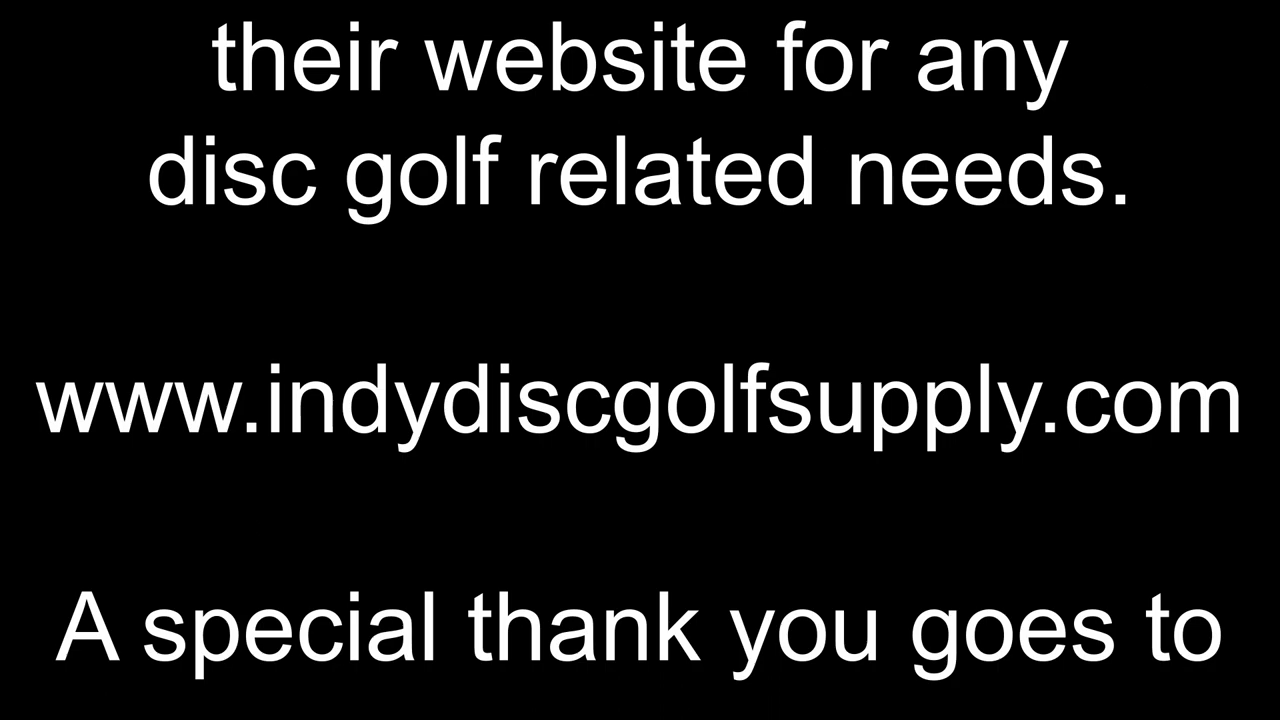 their website for any
disc golf related needs.
www.indydiscgolfsupply.com
A special thank you goes to